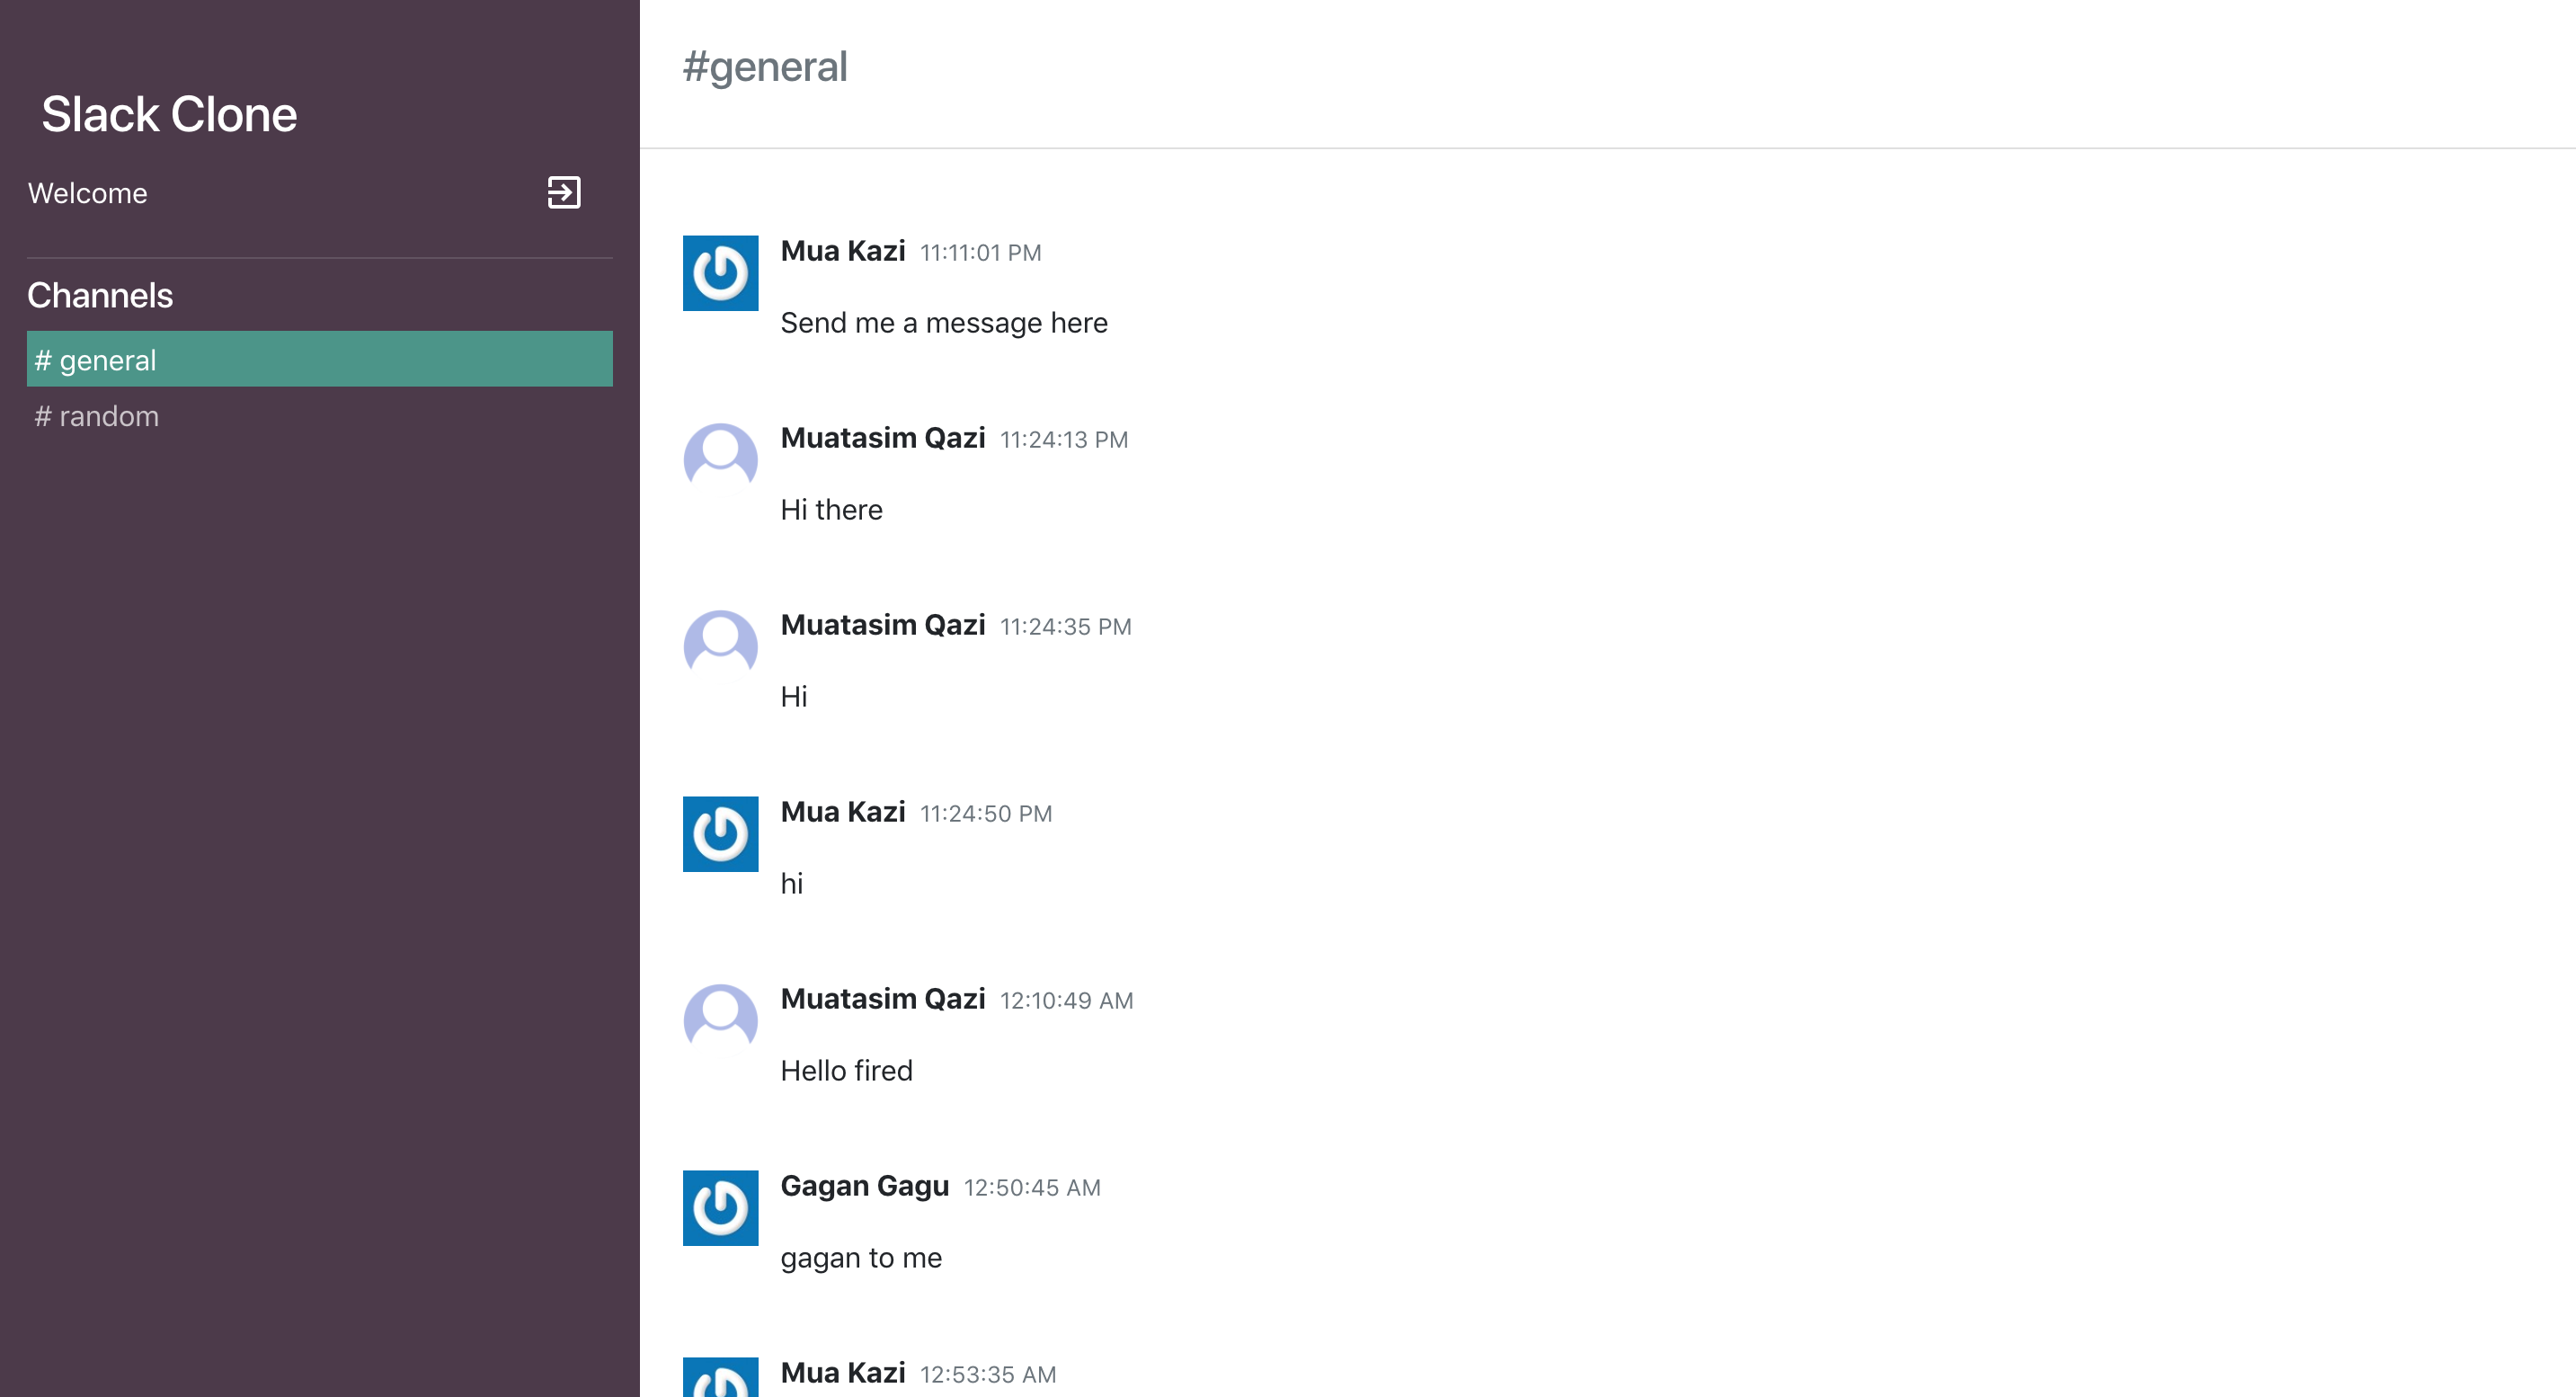 Slack Clone
Welcome
Channels
# general
# random
#general
Mua Kazi 11:11:01 PM
Send me a message here
Muatasim Qazi 11:24:13 PM
Hi there
Muatasim Qazi 11:24:35 PM
Hi
Mua Kazi 11:24:50 PM
hi
Muatasim Qazi 12:10:49 AM
Hello fired
Gagan Gagu 12:50:45 AM
gagan to me
Mua Kazi 12:53:35 AM